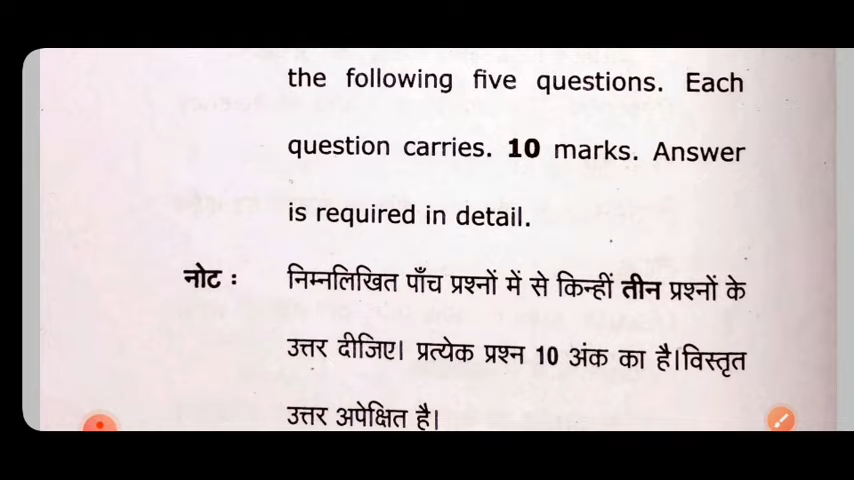 the following five questions. Each
question carries. 10 marks. Answer
is required in detail.
नोट : निम्नलिखित पाँच प्रश्नों में से किन्हीं तीन प्रश्नों के
उत्तर दीजिए। प्रत्येक प्रश्न 10 अंक का है।विस्तृत
उत्तर अपेक्षित है।